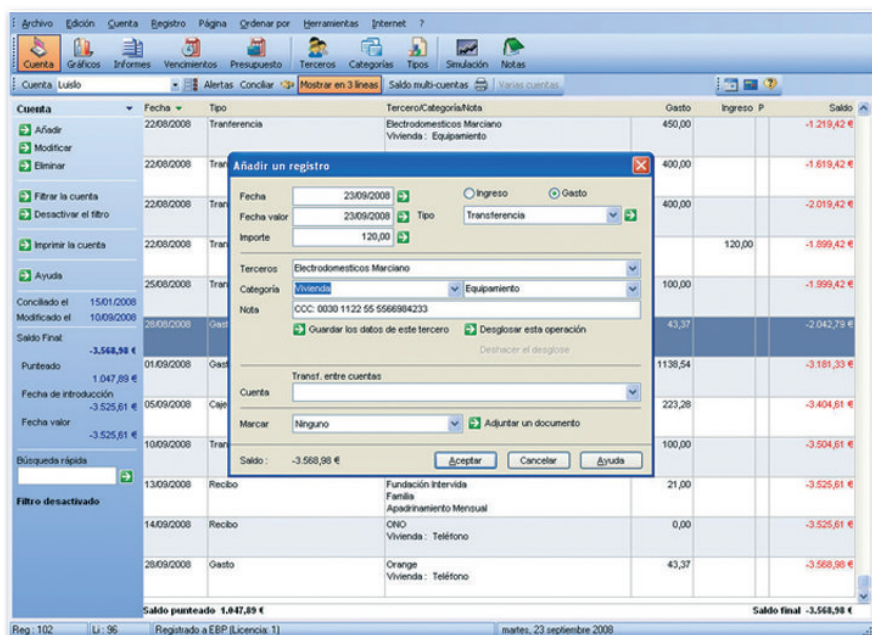 Archivo Edición Cuenta Registro Página Ordenar por Herramientas Internet ?
Cuenta Gráficos Informes Vencimientos Presupuesto Terceros Categorías Tipos Simulación Notas
Cuenta Luislo Alertas Conciliar Mostrar en 3 líneas Saldo multi-cuentas Varias cuentas
Cuenta
Añadir
Modificar
Eliminar
Filtrar la cuenta
Desactivar el filtro
Imprimir la cuenta
Ayuda
Conciliado el 15/01/2008
Modificado el 10/09/2008
Saldo Final:
-3.568,98 €
Punteado
1.047,89 €
Fecha de introducción
-3.525,61 €
Fecha valor
-3.525,61 €
Búsqueda rápida
Filtro desactivado
Fecha Tipo Tercero/Categoría/Nota Gasto Ingreso P Saldo
22/08/2008 Tranferencia Electrodomesticos Marciano 450,00 -1.219,42 €
Vivienda : Equipamiento
22/08/2008 Tran 400,00 -1.619,42 €
22/08/2008 Tran 400,00 -2.019,42 €
22/08/2008 Tran 120,00 -1.899,42 €
25/08/2008 Tran 100,00 -1.999,42 €
28/08/2008 Gast 43,37 -2.042,79 €
01/09/2008 Gast 1138,54 -3.181,33 €
05/09/2008 Caje 223,28 -3.404,61 €
10/09/2008 Tran 100,00 -3.504,61 €
13/09/2008 Recibo Fundación Intervida 21,00 -3.525,61 €
Familia
Apadrinamiento Mensual
14/09/2008 Recibo ONO 0,00 -3.525,61 €
Vivienda : Teléfono
28/09/2008 Gasto Orange 43,37 -3.568,98 €
Vivienda : Teléfono
Saldo punteado 1.047,89 € Saldo final -3.568,98 €
Añadir un registro
Fecha 23/09/2008 Ingreso Gasto
Fecha valor 23/09/2008 Tipo Transferencia
Importe 120,00
Terceros Electrodomesticos Marciano
Categoría Vivienda Equipamiento
Nota CCC: 0030 1122 55 5566984233
Guardar los datos de este tercero Desglosar esta operación
Deshacer el desglose
Transf. entre cuentas
Cuenta
Marcar Ninguno Adjuntar un documento
Saldo : -3.568,98 € Aceptar Cancelar Ayuda
Reg : 102 Li : 96 Registrado a EBP (Licencia: 1) martes, 23 septiembre 2008